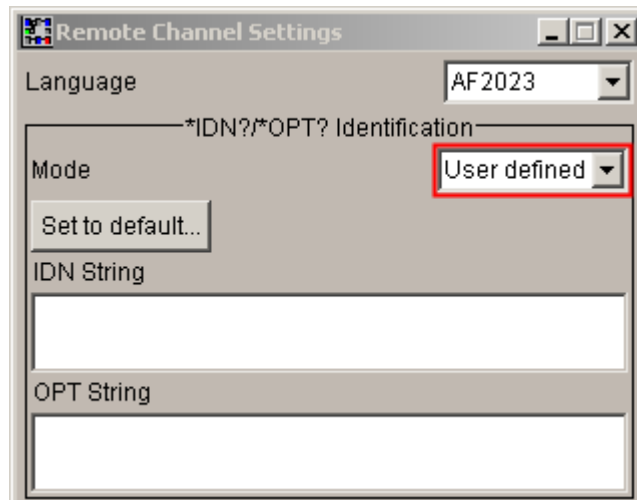 Remote Channel Settings
Language AF2023
*IDN?/*OPT? Identification
Mode User defined
Set to default...
IDN String
OPT String